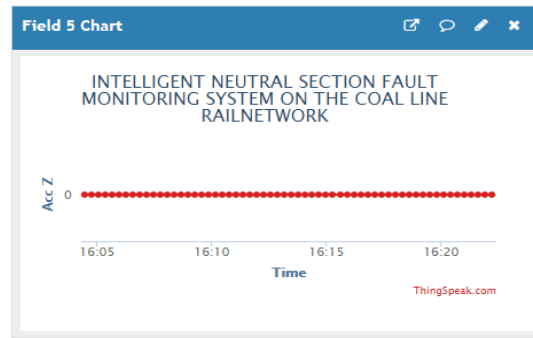 Field 5 Chart
INTELLIGENT NEUTRAL SECTION FAULT
MONITORING SYSTEM ON THE COAL LINE
RAILNETWORK
Acc Z
0
16:05 16:10 16:15 16:20
Time
ThingSpeak.com